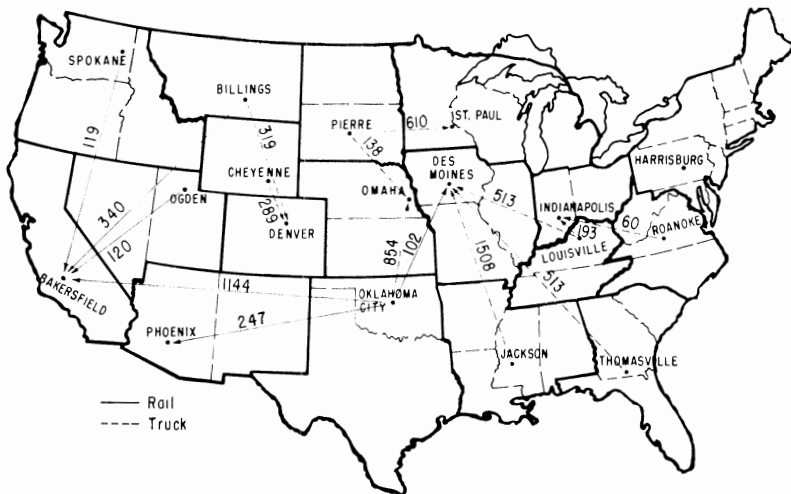 SPOKANE
BILLINGS
ST. PAUL
PIERRE
610
119
319
138
CHEYENNE
DES
MOINES
HARRISBURG
OGDEN
OMAHA
513
INDIANAPOLIS
340
289
DENVER
60
ROANOKE
193
120
854
102
1508
LOUISVILLE
BAKERSFIELD
1144
OKLAHOMA
CITY
513
PHOENIX
247
JACKSON
THOMASVILLE
Rail
Truck